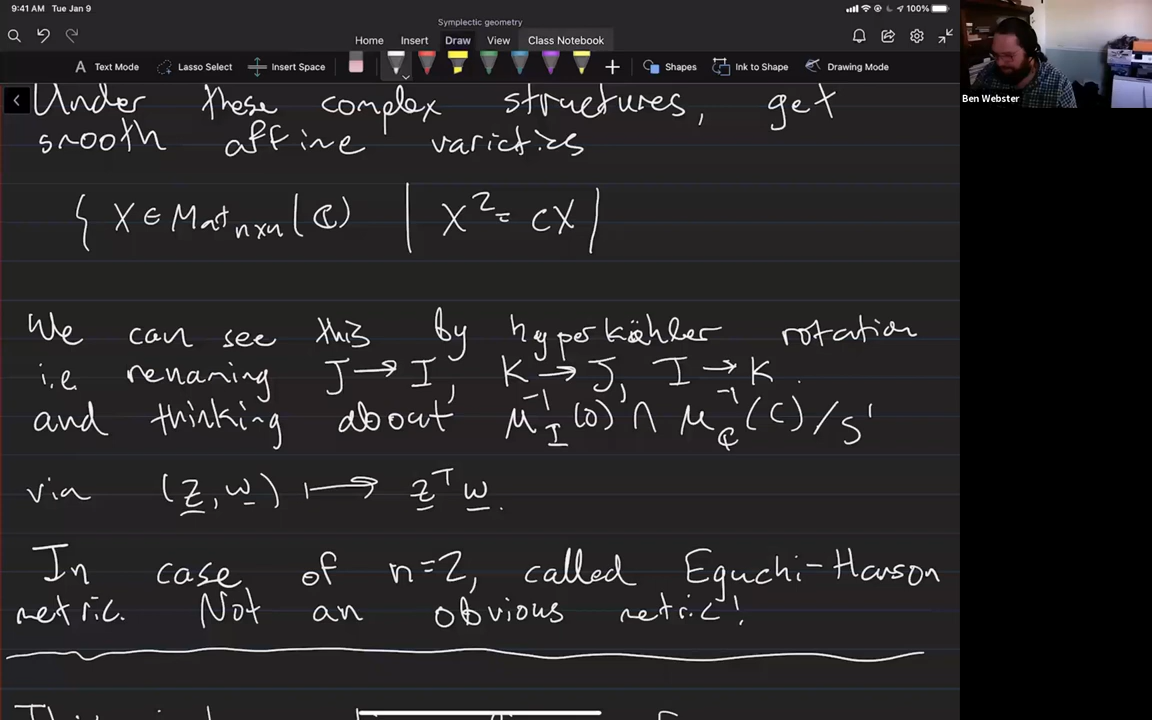 9:41 AM Tue Jan 9
100%
Symplectic geometry
Home Insert Draw View Class Notebook
Text Mode Lasso Select Insert Space Shapes Ink to Shape Drawing Mode
Ben Webster
Under these complex structures, get
smooth affine varieties
{ X ∈ Mat_{n×n}(ℂ) | X² = cX |
We can see this by hyperkähler rotation
i.e renaming J → I, K → J, I → K.
and thinking about μ_I^{-1}(0) ∩ μ_ℂ^{-1}(C) / S¹
via (z, w) ↦ z^T w.
In case of n=2, called Eguchi-Hanson
metric. Not an obvious metric!